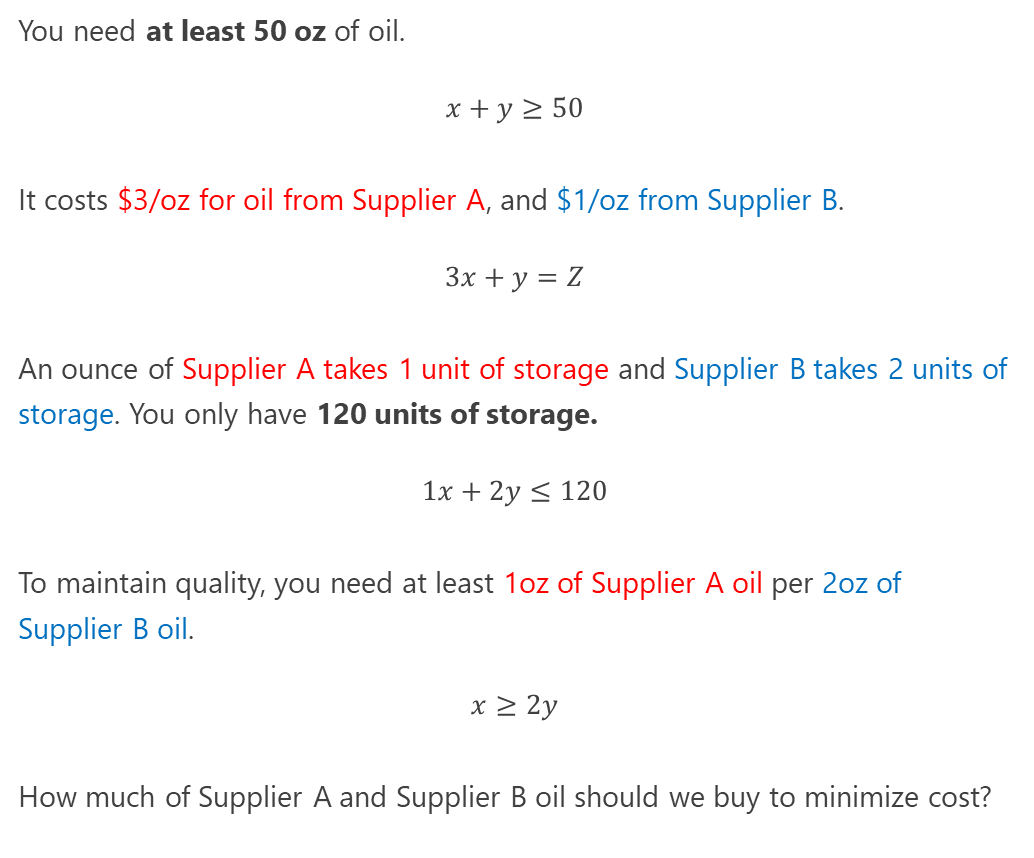 You need at least 50 oz of oil.
x + y ≥ 50
It costs $3/oz for oil from Supplier A, and $1/oz from Supplier B.
3x + y = Z
An ounce of Supplier A takes 1 unit of storage and Supplier B takes 2 units of
storage. You only have 120 units of storage.
1x + 2y ≤ 120
To maintain quality, you need at least 1oz of Supplier A oil per 2oz of
Supplier B oil.
x ≥ 2y
How much of Supplier A and Supplier B oil should we buy to minimize cost?